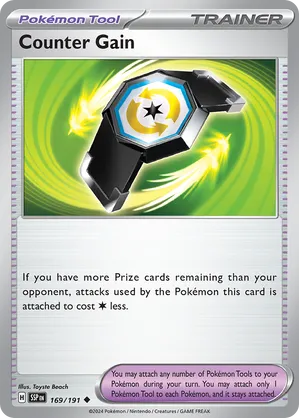 Pokémon Tool TRAINER
Counter Gain
If you have more Prize cards remaining than your
opponent, attacks used by the Pokémon this card is
attached to cost less.
You may attach any number of Pokémon Tools to your
Pokémon during your turn. You may attach only 1
Pokémon Tool to each Pokémon, and it stays attached.
Illus. Toyste Beach
H SSP EN 169/191
©2024 Pokémon / Nintendo / Creatures / GAME FREAK